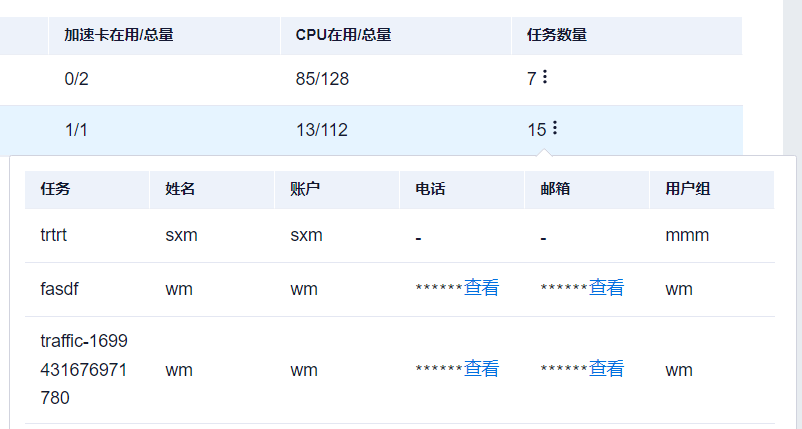 加速卡在用/总量 CPU在用/总量 任务数量
0/2 85/128 7
1/1 13/112 15
任务 姓名 账户 电话 邮箱 用户组
trtrt sxm sxm - - mmm
fasdf wm wm ******查看 ******查看 wm
traffic-1699
431676971 wm wm ******查看 ******查看 wm
780